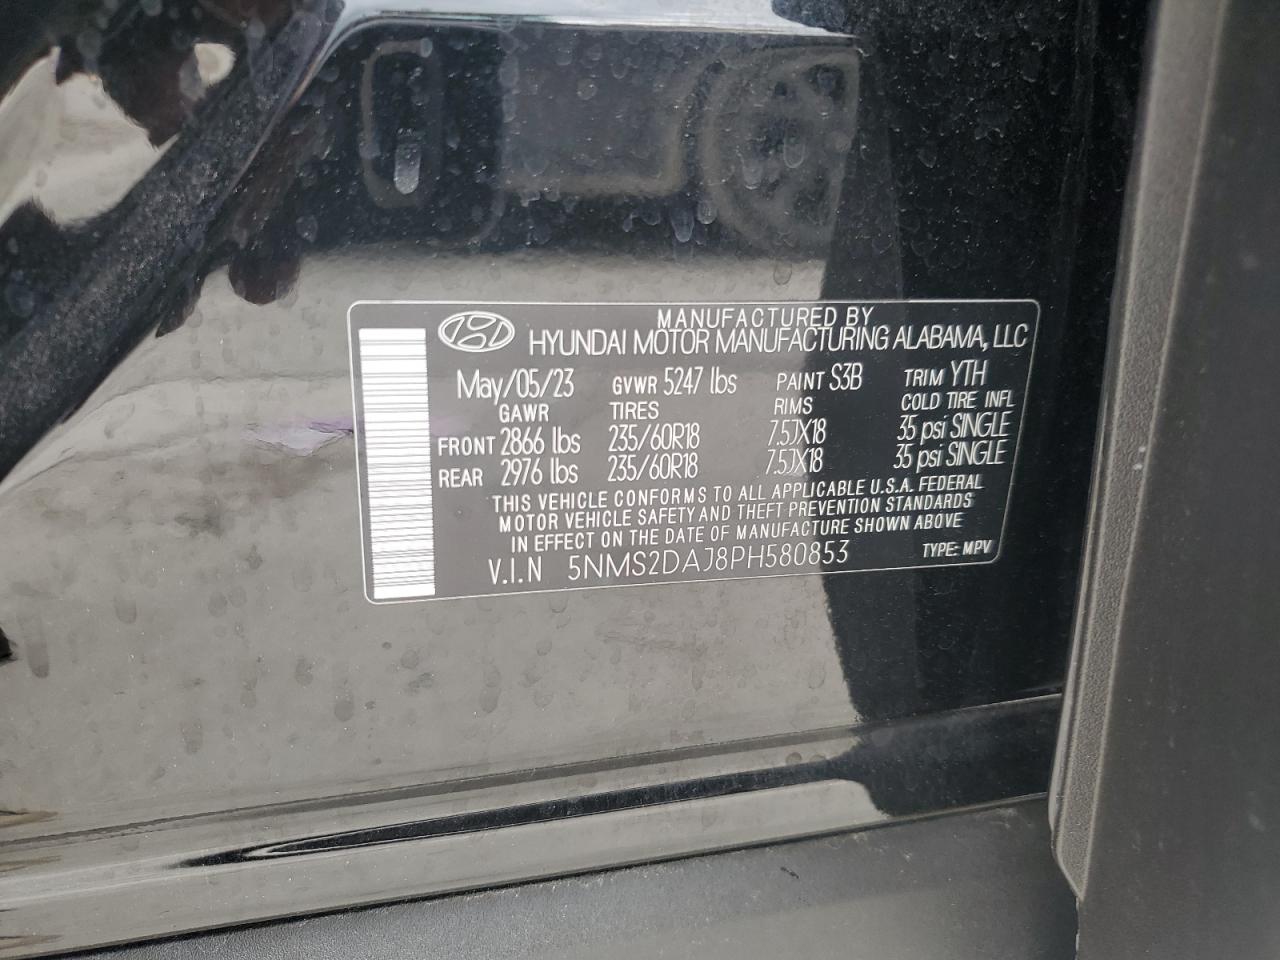 MANUFACTURED BY
HYUNDAI MOTOR MANUFACTURING ALABAMA, LLC
May/05/23 GVWR 5247 lbs PAINT S3B TRIM YTH
GAWR TIRES RIMS COLD TIRE INFL
FRONT 2866 lbs 235/60R18 7.5JX18 35 psi SINGLE
REAR 2976 lbs 235/60R18 7.5JX18 35 psi SINGLE
THIS VEHICLE CONFORMS TO ALL APPLICABLE U.S.A. FEDERAL
MOTOR VEHICLE SAFETY AND THEFT PREVENTION STANDARDS
IN EFFECT ON THE DATE OF MANUFACTURE SHOWN ABOVE
V.I.N 5NMS2DAJ8PH580853 TYPE: MPV